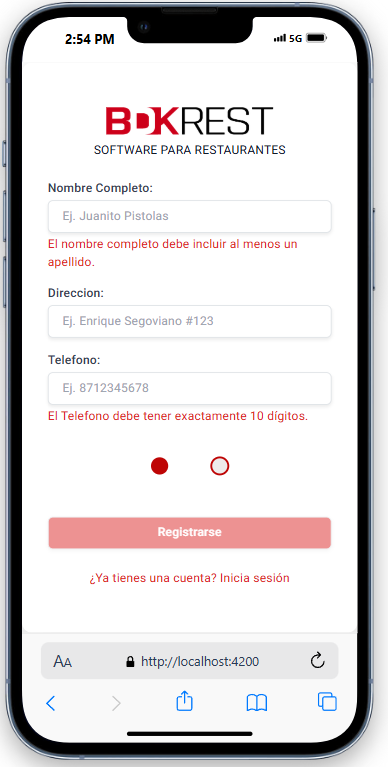 2:54 PM
5G
BDKREST
SOFTWARE PARA RESTAURANTES
Nombre Completo:
Ej. Juanito Pistolas
El nombre completo debe incluir al menos un
apellido.
Direccion:
Ej. Enrique Segoviano #123
Telefono:
Ej. 8712345678
El Telefono debe tener exactamente 10 dígitos.
Registrarse
¿Ya tienes una cuenta? Inicia sesión
AA
http://localhost:4200